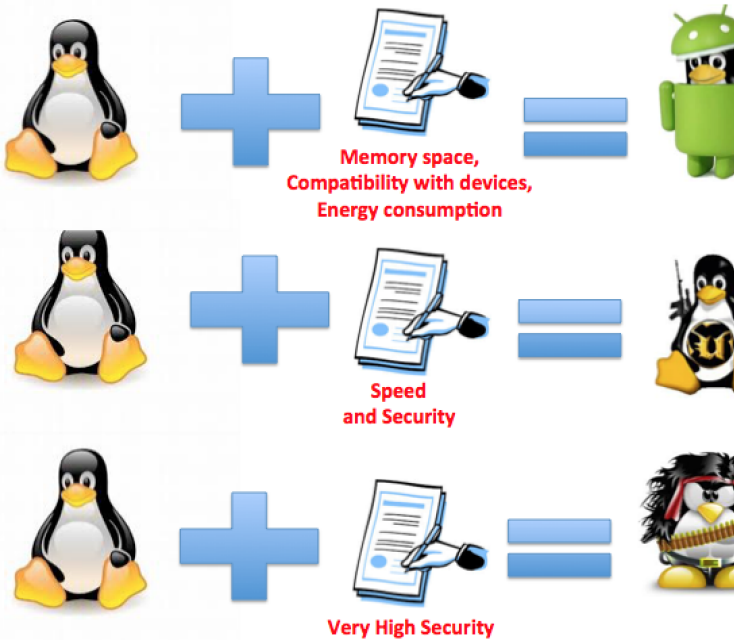 Memory space,
Compatibility with devices,
Energy consumption
Speed
and Security
Very High Security